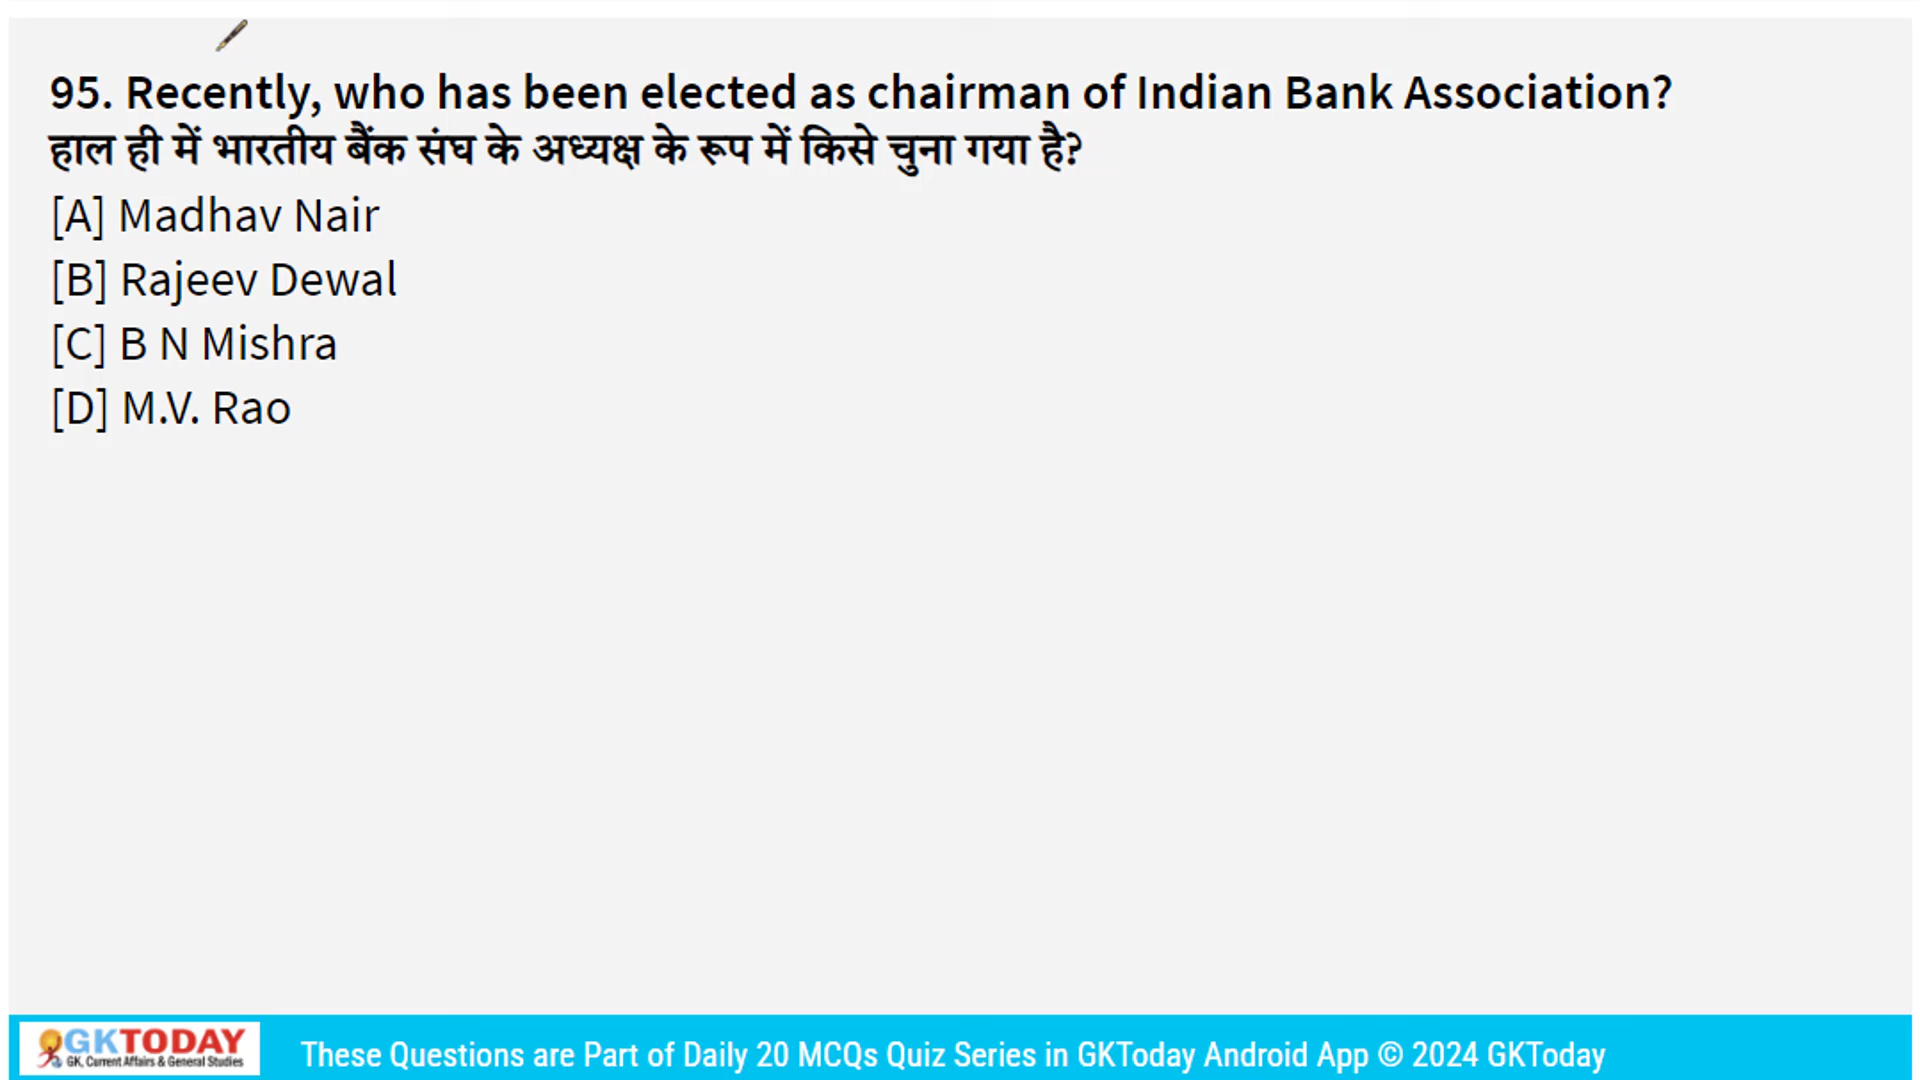 95. Recently, who has been elected as chairman of Indian Bank Association?
हाल ही में भारतीय बैंक संघ के अध्यक्ष के रूप में किसे चुना गया है?
[A] Madhav Nair
[B] Rajeev Dewal
[C] B N Mishra
[D] M.V. Rao
GKTODAY
GK, Current Affairs & General Studies
These Questions are Part of Daily 20 MCQs Quiz Series in GKToday Android App © 2024 GKToday